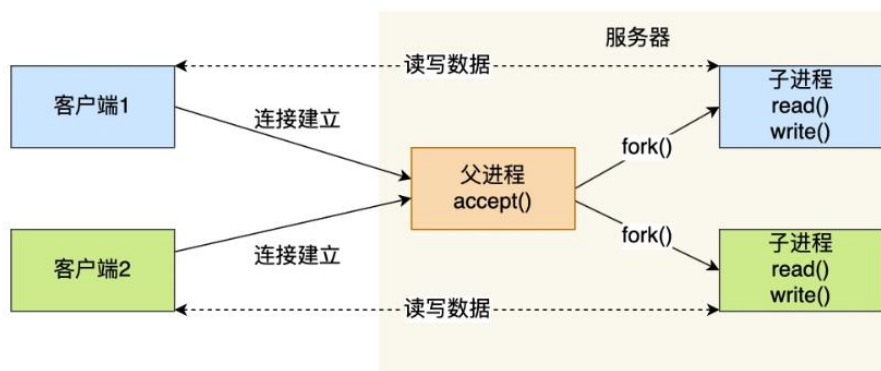 服务器
读写数据
客户端1
子进程
read()
write()
连接建立
fork()
父进程
accept()
客户端2
连接建立
fork()
子进程
read()
write()
读写数据